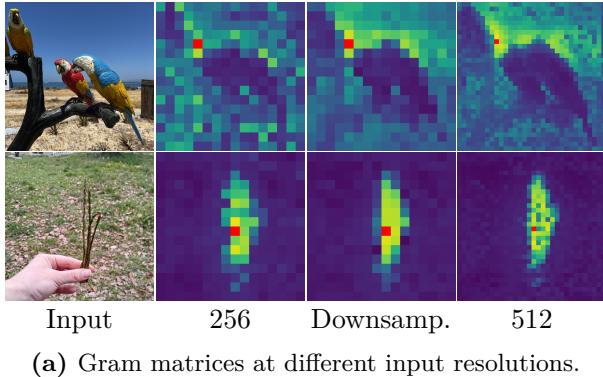 Input 256 Downsamp. 512
(a) Gram matrices at different input resolutions.